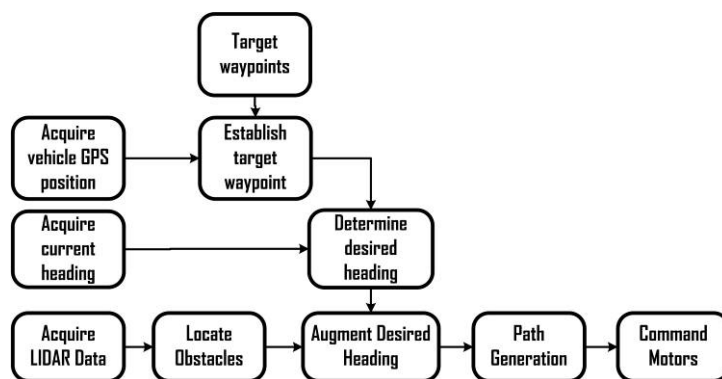 Target
waypoints
Acquire
vehicle GPS
position
Establish
target
waypoint
Acquire
current
heading
Determine
desired
heading
Acquire
LIDAR Data
Locate
Obstacles
Augment Desired
Heading
Path
Generation
Command
Motors